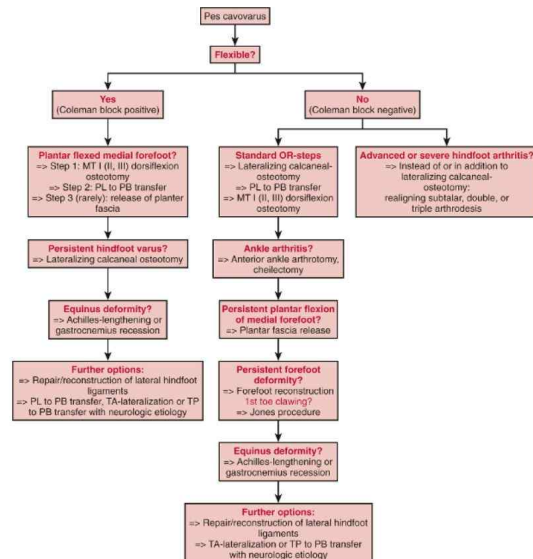 Pes cavovarus
Flexible?
Yes
(Coleman block positive)
No
(Coleman block negative)
Plantar flexed medial forefoot?
=> Step 1: MT I (II, III) dorsiflexion
osteotomy
=> Step 2: PL to PB transfer
=> Step 3 (rarely): release of planter
fascia
Standard OR-steps
=> Lateralizing calcaneal-
osteotomy
=> PL to PB transfer
=> MT I (II, III) dorsiflexion
osteotomy
Advanced or severe hindfoot arthritis?
=> Instead of or in addition to
lateralizing calcaneal-
osteotomy:
realigning subtalar, double, or
triple arthrodesis
Persistent hindfoot varus?
=> Lateralizing calcaneal osteotomy
Ankle arthritis?
=> Anterior ankle arthrotomy,
cheilectomy
Equinus deformity?
=> Achilles-lengthening or
gastrocnemius recession
Persistent plantar flexion
of medial forefoot?
=> Plantar fascia release
Further options:
=> Repair/reconstruction of lateral hindfoot
ligaments
=> PL to PB transfer, TA-lateralization or TP
to PB transfer with neurologic etiology
Persistent forefoot
deformity?
=> Forefoot reconstruction
1st toe clawing?
=> Jones procedure
Equinus deformity?
=> Achilles-lengthening or
gastrocnemius recession
Further options:
=> Repair/reconstruction of lateral hindfoot
ligaments
=> TA-lateralization or TP to PB transfer
with neurologic etiology